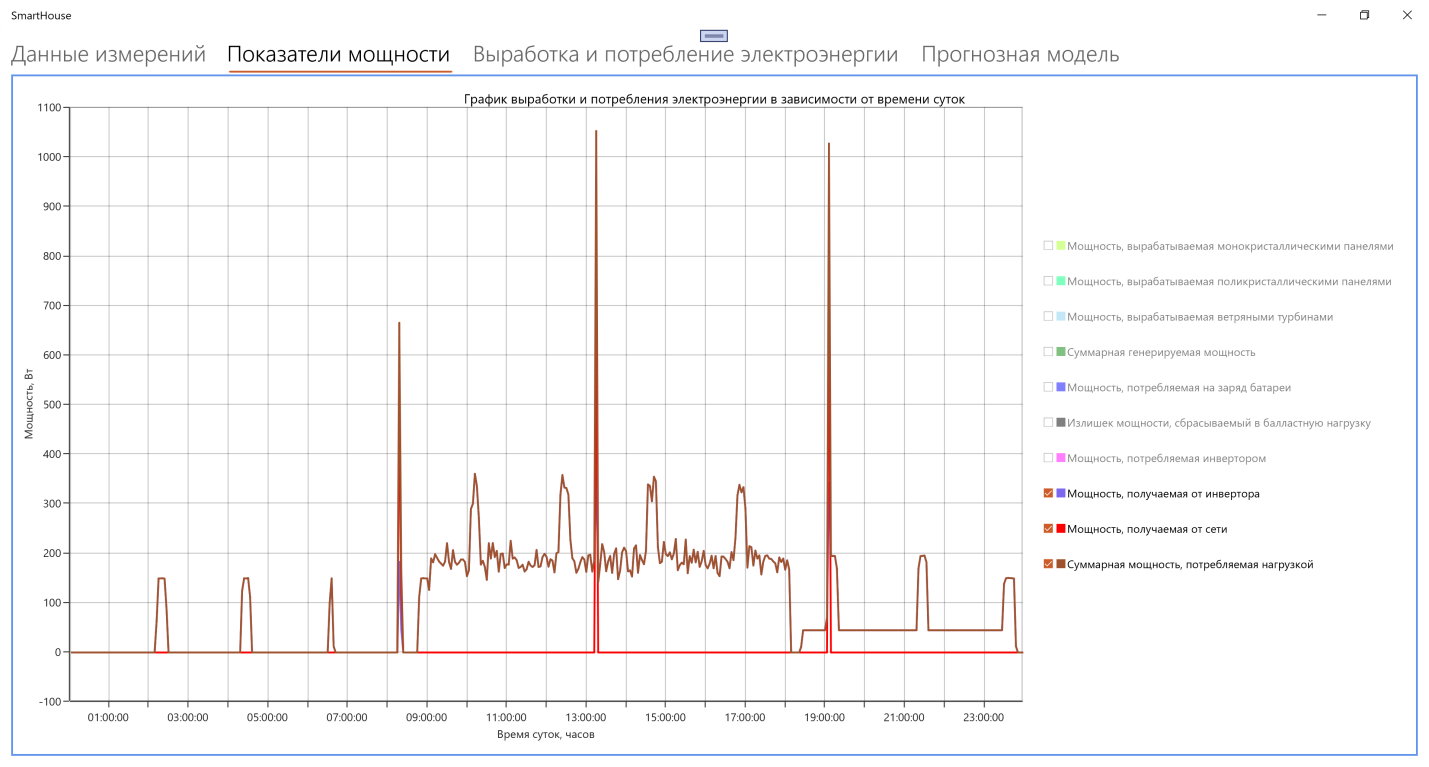 SmartHouse
Данные измерений Показатели мощности Выработка и потребление электроэнергии Прогнозная модель
График выработки и потребления электроэнергии в зависимости от времени суток
1100
1000
900
800
700
600
500
400
300
200
100
0
-100
Мощность, Вт
01:00:00 03:00:00 05:00:00 07:00:00 09:00:00 11:00:00 13:00:00 15:00:00 17:00:00 19:00:00 21:00:00 23:00:00
Время суток, часов
Мощность, вырабатываемая монокристаллическими панелями
Мощность, вырабатываемая поликристаллическими панелями
Мощность, вырабатываемая ветряными турбинами
Суммарная генерируемая мощность
Мощность, потребляемая на заряд батареи
Излишек мощности, сбрасываемый в балластную нагрузку
Мощность, потребляемая инвертором
Мощность, получаемая от инвертора
Мощность, получаемая от сети
Суммарная мощность, потребляемая нагрузкой